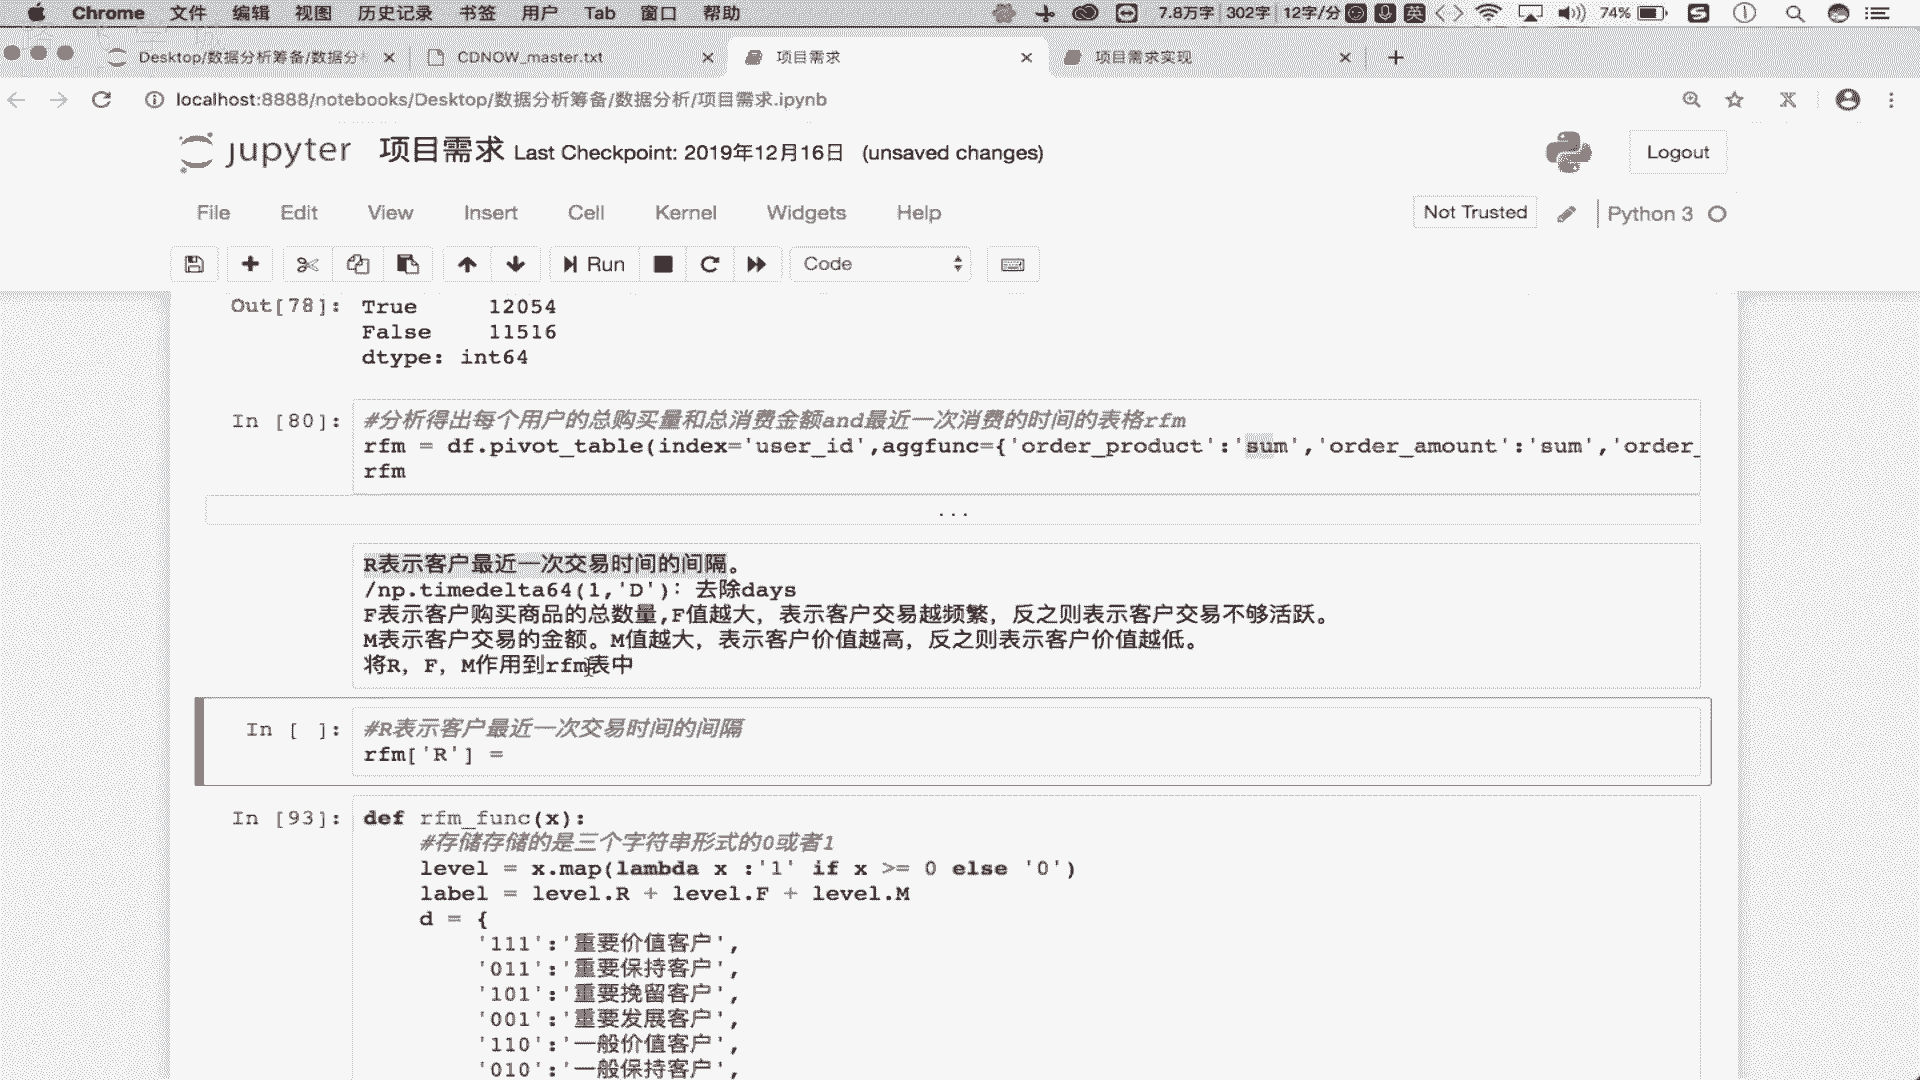 Chrome 文件 编辑 视图 历史记录 书签 用户 Tab 窗口 帮助 7.8万字 302字 12字/分 英 74%
Desktop/数据分析筹备/数据分 CDNOW_master.txt 项目需求 项目需求实现
localhost:8888/notebooks/Desktop/数据分析筹备/数据分析/项目需求.ipynb
jupyter 项目需求 Last Checkpoint: 2019年12月16日 (unsaved changes) Logout
File Edit View Insert Cell Kernel Widgets Help Not Trusted Python 3
Run Code
Out[78]: True 12054
False 11516
dtype: int64
In [80]: #分析得出每个用户的总购买量和总消费金额and最近一次消费的时间的表格rfm
rfm = df.pivot_table(index='user_id',aggfunc={'order_product':'sum','order_amount':'sum','order_
rfm
...
R表示客户最近一次交易时间的间隔。
/np.timedelta64(1,'D'): 去除days
F表示客户购买商品的总数量,F值越大，表示客户交易越频繁，反之则表示客户交易不够活跃。
M表示客户交易的金额。M值越大，表示客户价值越高，反之则表示客户价值越低。
将R，F，M作用到rfm表中
In [ ]: #R表示客户最近一次交易时间的间隔
rfm['R'] =
In [93]: def rfm_func(x):
#存储存储的是三个字符串形式的0或者1
level = x.map(lambda x :'1' if x >= 0 else '0')
label = level.R + level.F + level.M
d = {
'111':'重要价值客户',
'011':'重要保持客户',
'101':'重要挽留客户',
'001':'重要发展客户',
'110':'一般价值客户',
'010':'一般保持客户',